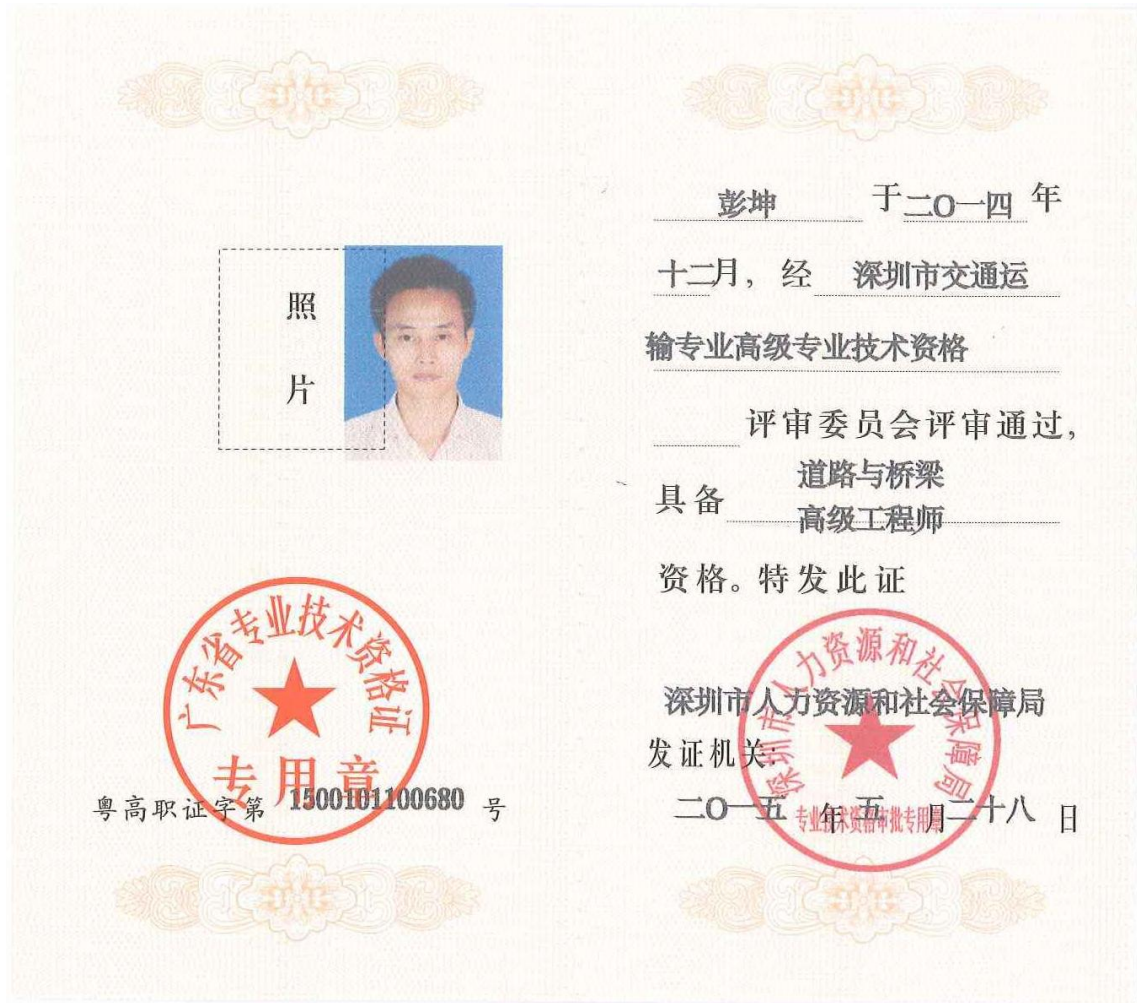 照
片
广东省专业技术资格证
专用章
粤高职证字第 1500101100680 号
彭坤 于二〇一四 年
十二月，经 深圳市交通运
输专业高级专业技术资格
评审委员会评审通过，
具备 道路与桥梁
高级工程师
资格。特发此证
深圳市人力资源和社会保障局
深圳市人力资源和社会保障局
发证机关：
二〇一五 年 五 月二十八 日
专业技术资格审批专用章